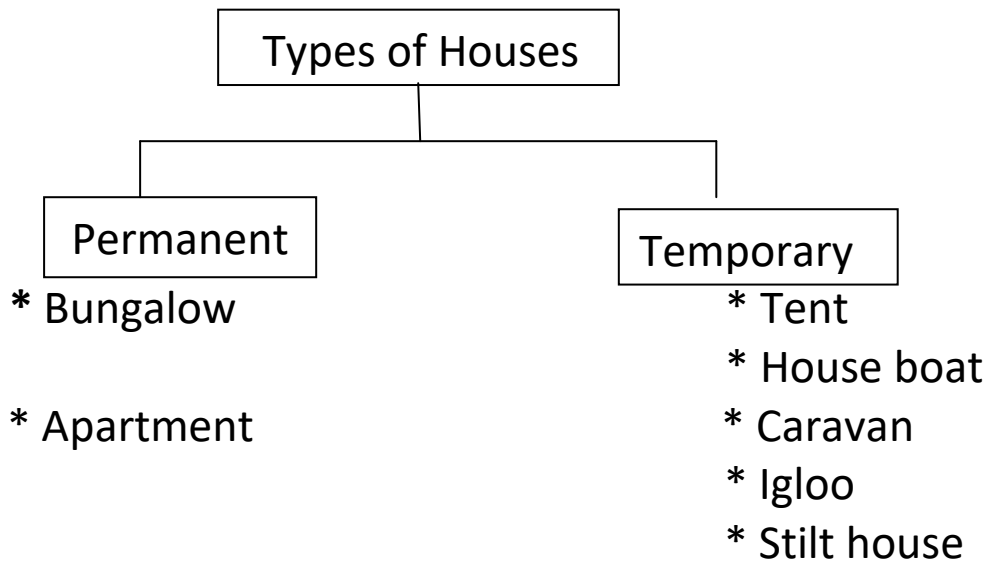 Types of Houses
Permanent
* Bungalow
* Apartment
Temporary
* Tent
* House boat
* Caravan
* Igloo
* Stilt house